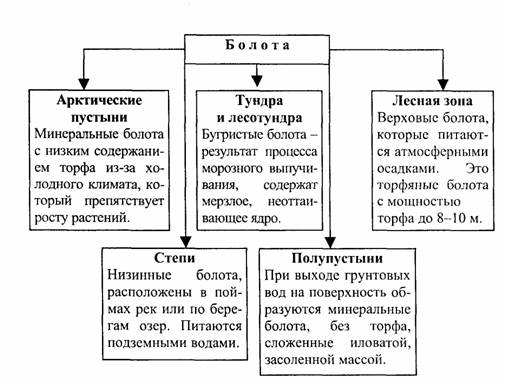 Болота
Арктические
пустыни
Минеральные болота
с низким содержани-
ем торфа из-за хо-
лодного климата, ко-
торый препятствует
росту растений.
Тундра
и лесотундра
Бугристые болота –
результат процесса
морозного выпучи-
вания, содержат
мерзлое, неоттаи-
вающее ядро.
Лесная зона
Верховые болота,
которые питают-
ся атмосферными
осадками. Это
торфяные болота
с мощностью
торфа до 8–10 м.
Степи
Низинные болота,
расположены в пой-
мах рек или по бере-
гам озер. Питаются
подземными водами.
Полупустыни
При выходе грунтовых
вод на поверхность об-
разуются минеральные
болота, без торфа,
сложенные иловатой,
засоленной массой.